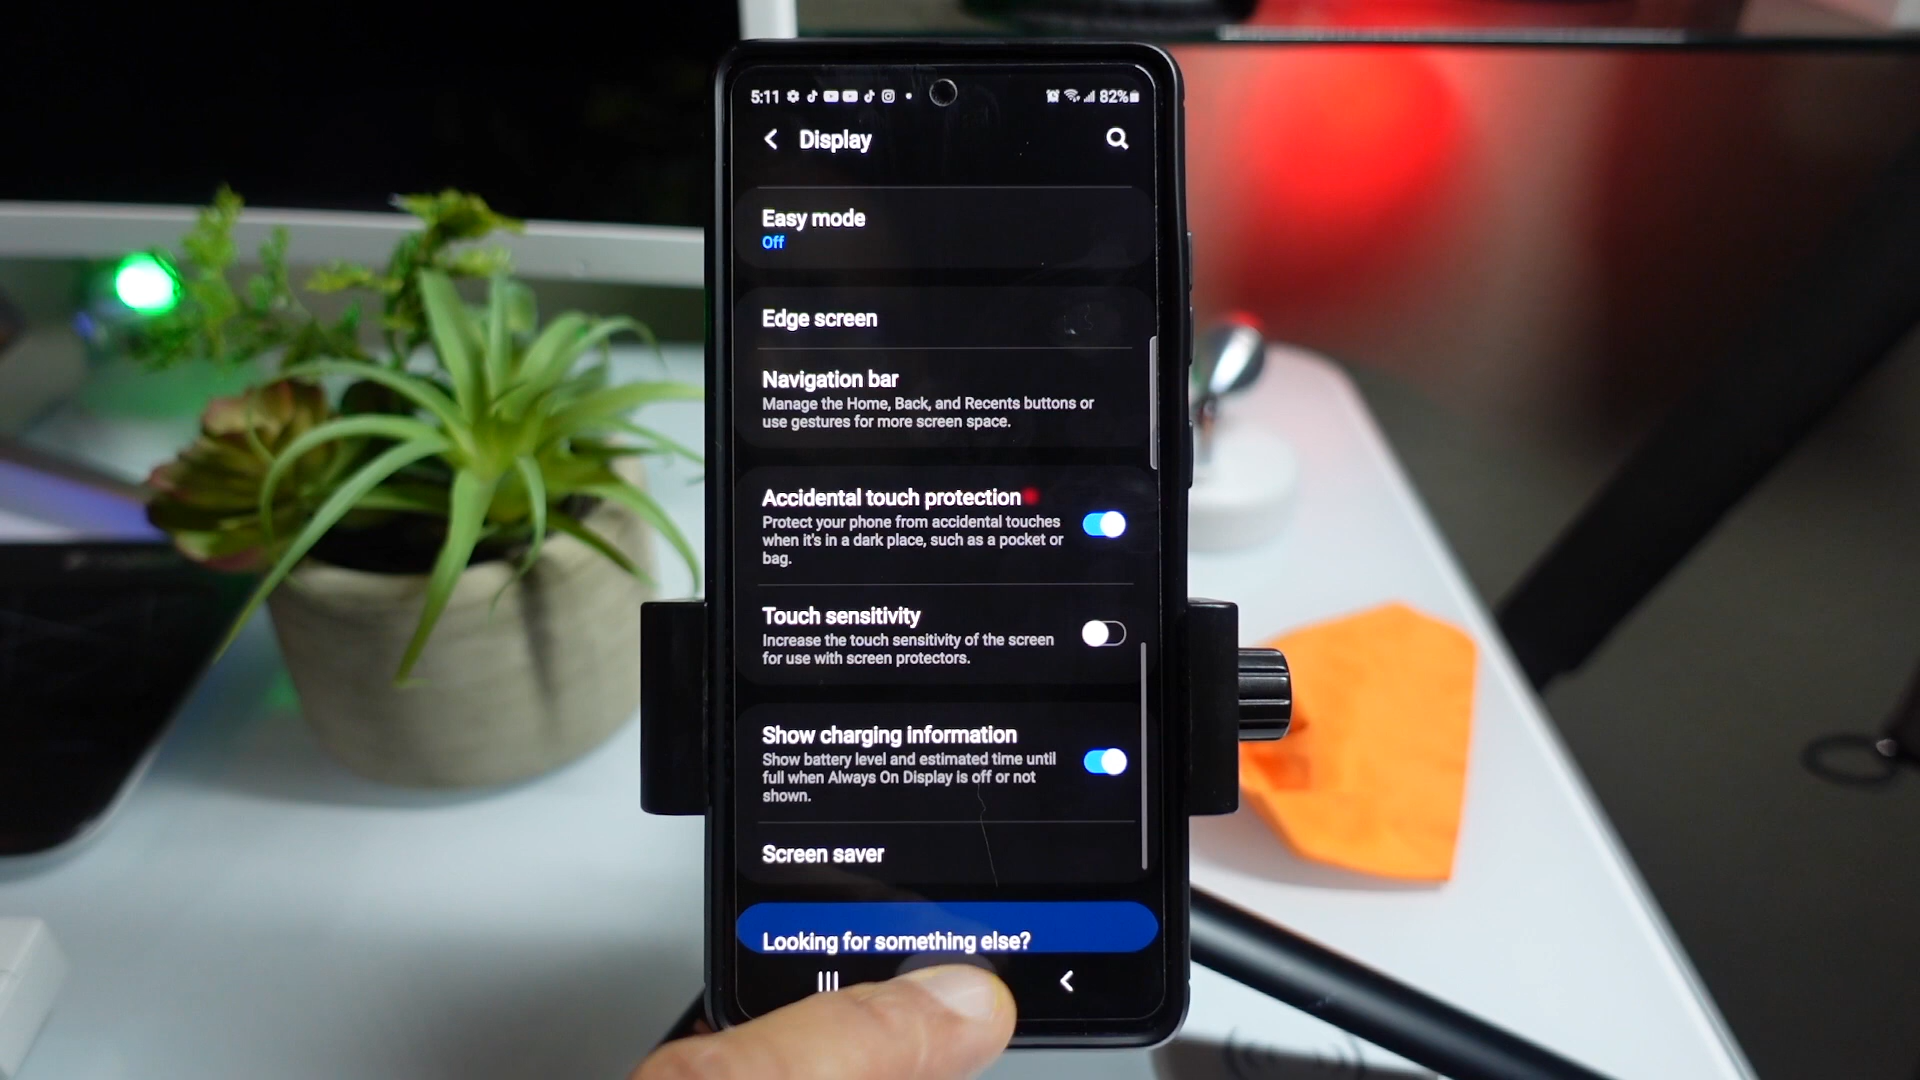 5:11 82%
Display
Easy mode
Off
Edge screen
Navigation bar
Manage the Home, Back, and Recents buttons or
use gestures for more screen space.
Accidental touch protection
Protect your phone from accidental touches
when it's in a dark place, such as a pocket or
bag.
Touch sensitivity
Increase the touch sensitivity of the screen
for use with screen protectors.
Show charging information
Show battery level and estimated time until
full when Always On Display is off or not
shown.
Screen saver
Looking for something else?